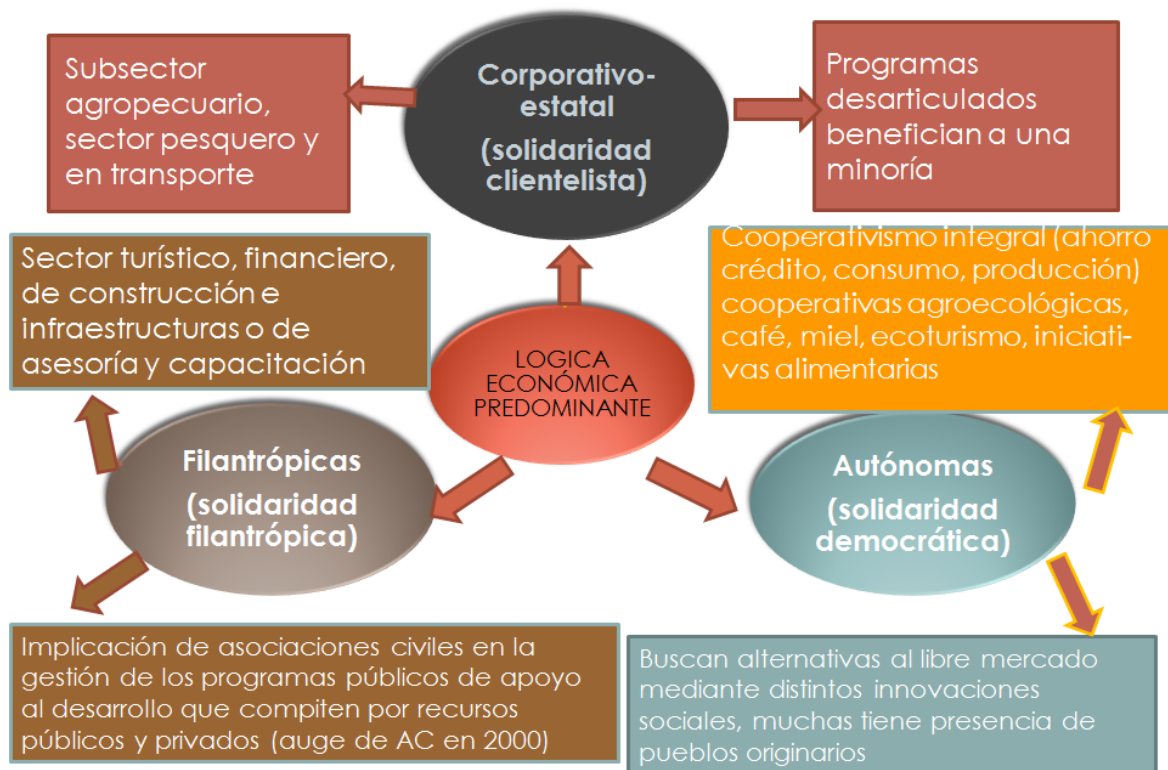 Subsector
agropecuario,
sector pesquero y
en transporte
Corporativo-
estatal
(solidaridad
clientelista)
Programas
desarticulados
benefician a una
minoría
Sector turístico, financiero,
de construcción e
infraestructuras o de
asesoría y capacitación
LOGICA
ECONÓMICA
PREDOMINANTE
Cooperativismo integral (ahorro
crédito, consumo, producción)
cooperativas agroecológicas,
café, miel, ecoturismo, iniciati-
vas alimentarias
Filantrópicas
(solidaridad
filantrópica)
Autónomas
(solidaridad
democrática)
Implicación de asociaciones civiles en la
gestión de los programas públicos de apoyo
al desarrollo que compiten por recursos
públicos y privados (auge de AC en 2000)
Buscan alternativas al libre mercado
mediante distintos innovaciones
sociales, muchas tiene presencia de
pueblos originarios